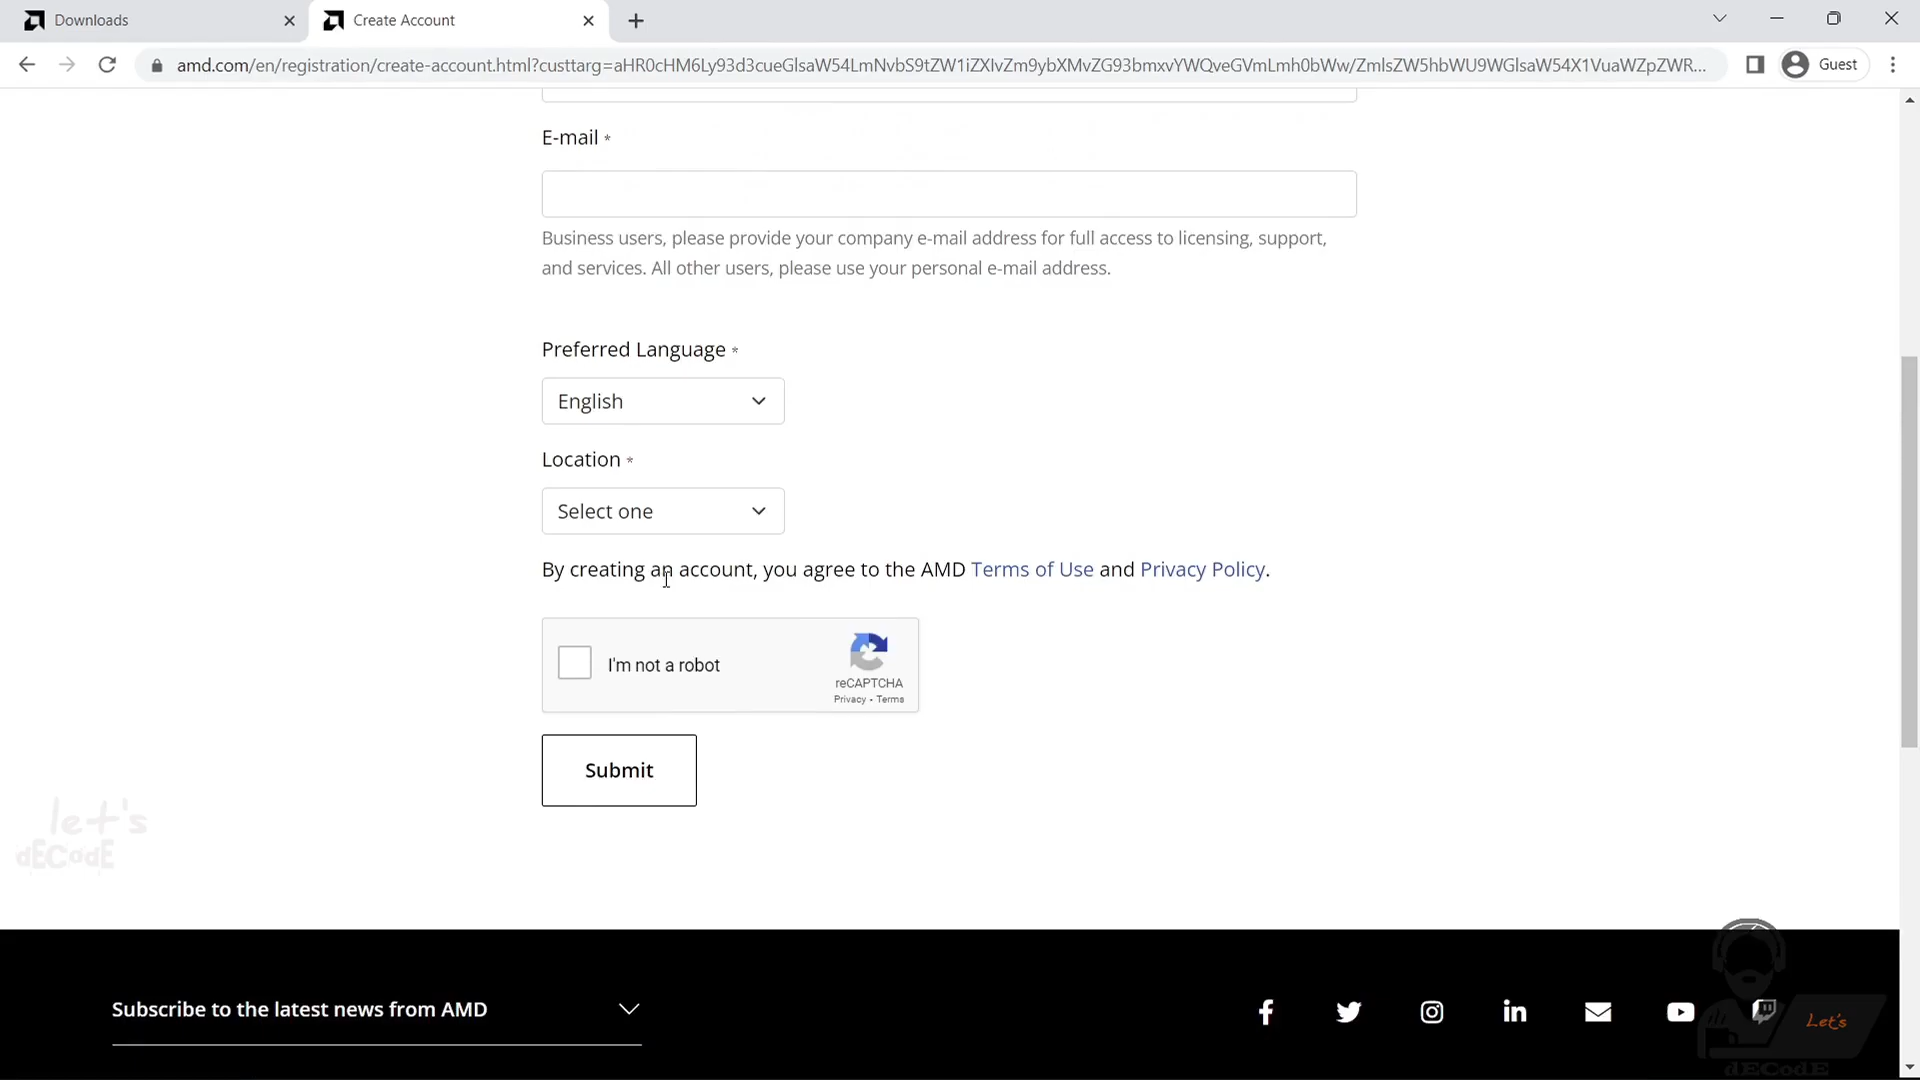 Downloads
Create Account
amd.com/en/registration/create-account.html?custtarg=aHR0cHM6Ly93d3cueGlsaW54LmNvbS9tZW1iZXIvZm9ybXMvZG93bmxvYWQveGVmLmh0bWw/ZmlsZW5hbWU9WGlsaW54X1VuaWZpZWR...
Guest
E-mail *
Business users, please provide your company e-mail address for full access to licensing, support,
and services. All other users, please use your personal e-mail address.
Preferred Language *
English
Location *
Select one
By creating an account, you agree to the AMD Terms of Use and Privacy Policy.
I'm not a robot
reCAPTCHA
Privacy - Terms
Submit
let's
dECodE
Subscribe to the latest news from AMD
Let's
dECodE